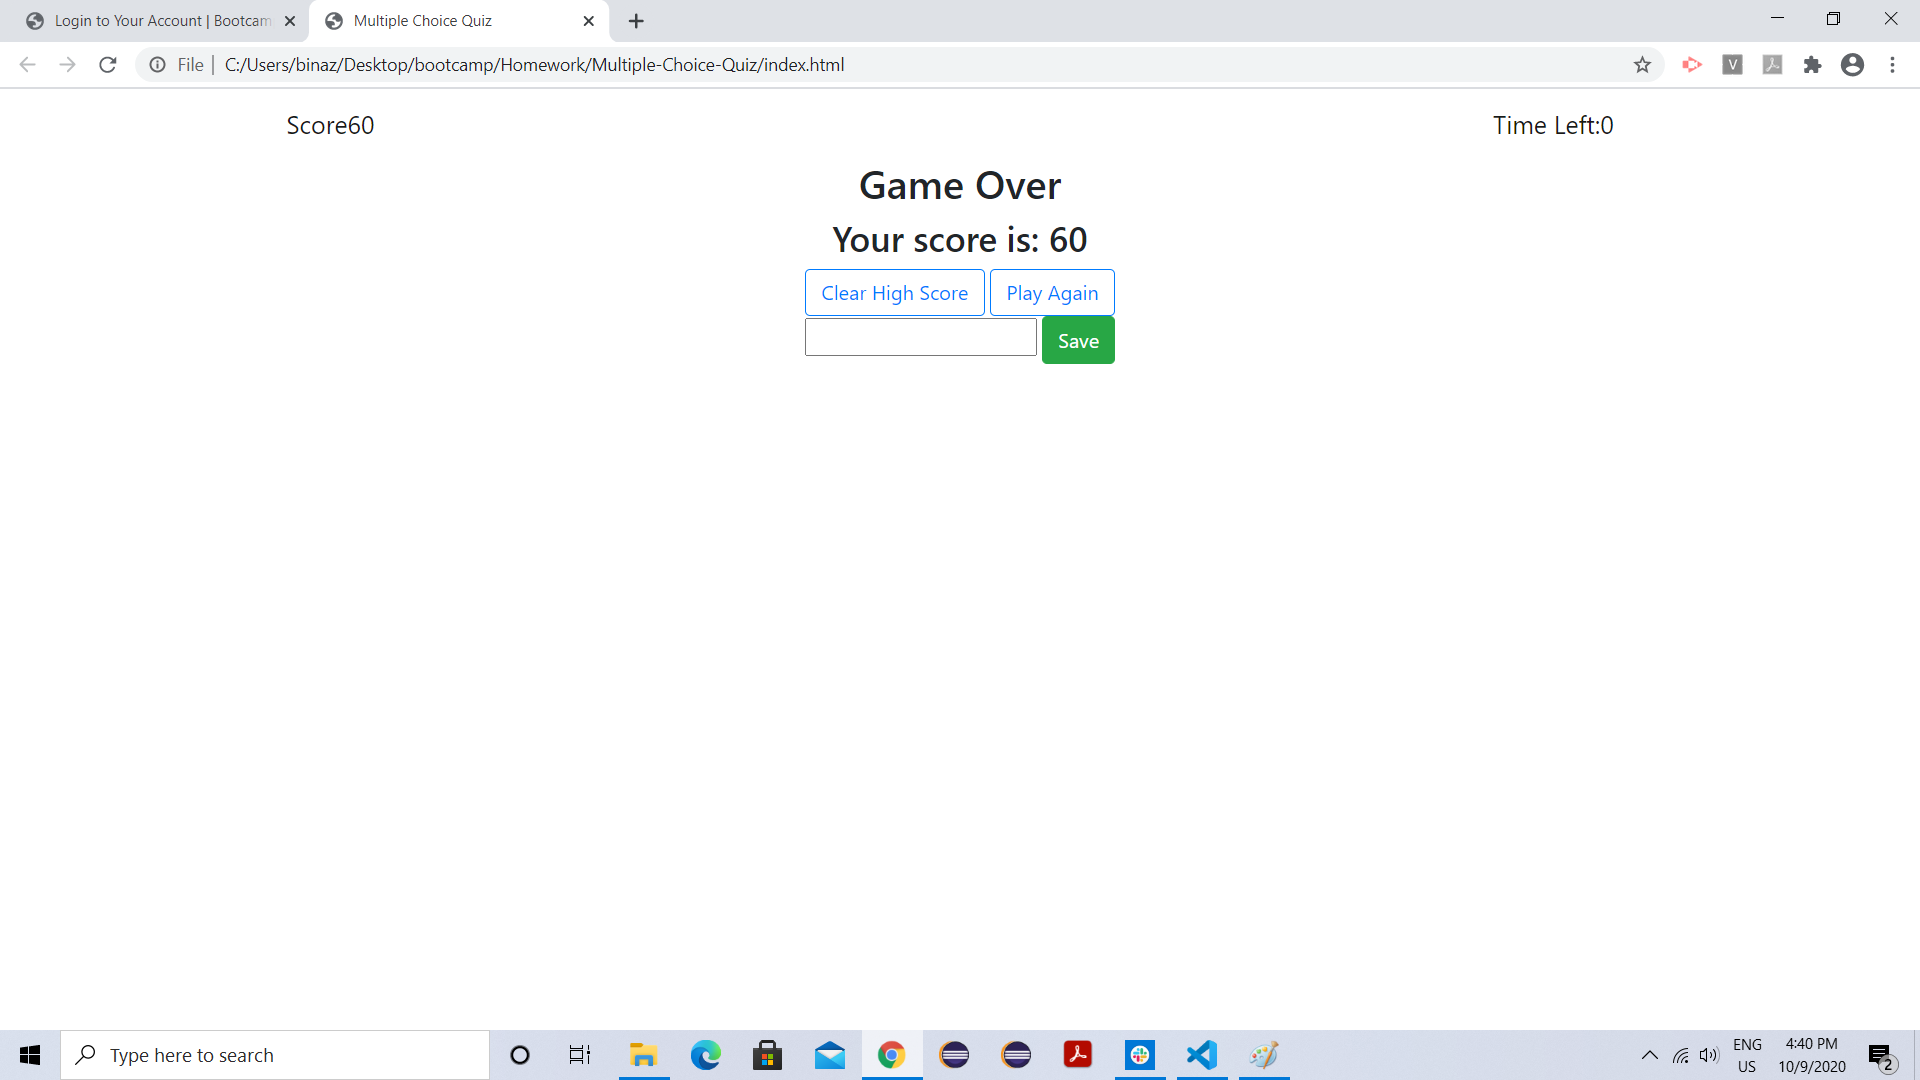 Login to Your Account | Bootcam
Multiple Choice Quiz
File | C:/Users/binaz/Desktop/bootcamp/Homework/Multiple-Choice-Quiz/index.html
V
Score60
Time Left:0
Game Over
Your score is: 60
Clear High Score
Play Again
Save
Type here to search
ENG
US
4:40 PM
10/9/2020
2